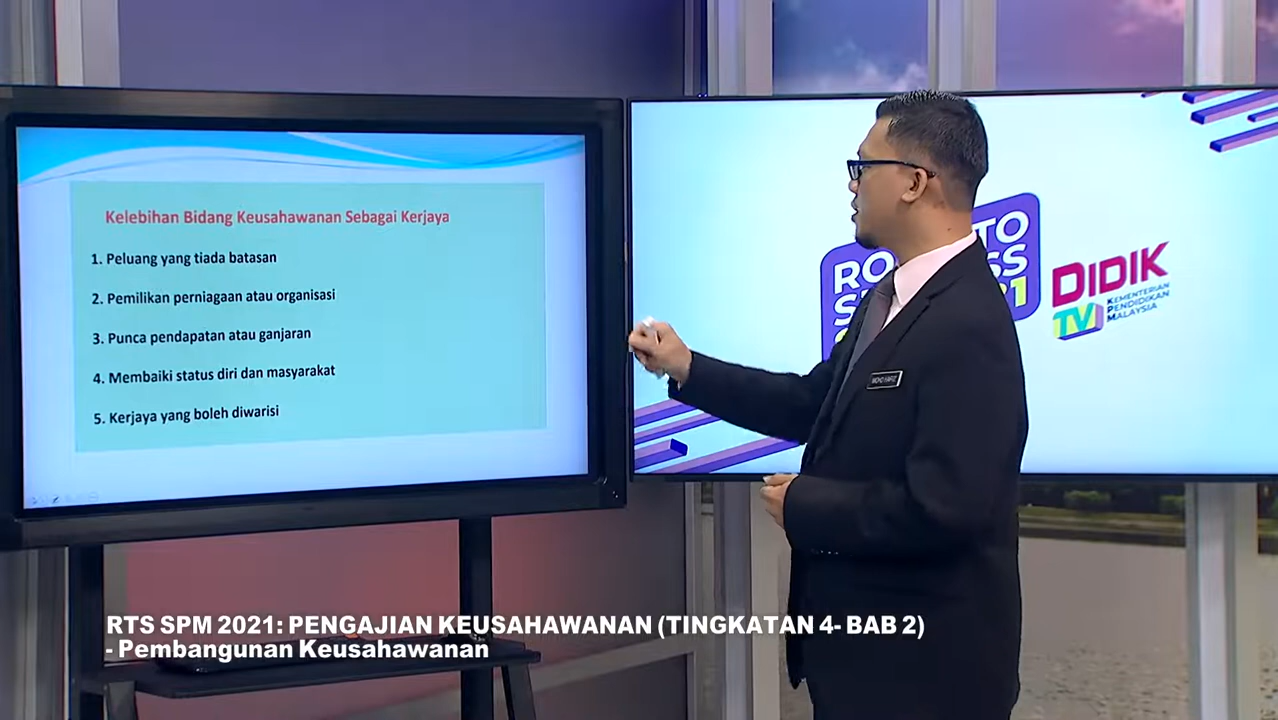 Kelebihan Bidang Keusahawanan Sebagai Kerjaya
1. Peluang yang tiada batasan
2. Pemilikan perniagaan atau organisasi
3. Punca pendapatan atau ganjaran
4. Membaiki status diri dan masyarakat
5. Kerjaya yang boleh diwarisi
DIDIK
TV
KEMENTERIAN
PENDIDIKAN
MALAYSIA
RTS SPM 2021: PENGAJIAN KEUSAHAWANAN (TINGKATAN 4- BAB 2)
- Pembangunan Keusahawanan